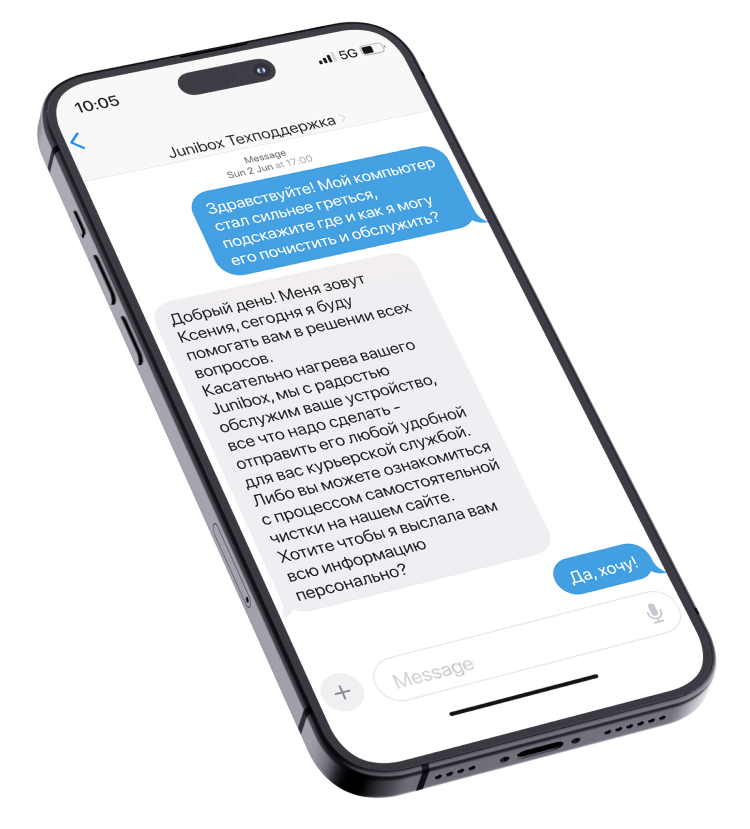 10:05
5G
Junibox Техподдержка
Message
Sun 2 Jun at 17:00
Здравствуйте! Мой компьютер
стал сильнее греться,
подскажите где и как я могу
его почистить и обслужить?
Добрый день! Меня зовут
Ксения, сегодня я буду
помогать вам в решении всех
вопросов.
Касательно нагрева вашего
Junibox, мы с радостью
обслужим ваше устройство,
все что надо сделать -
отправить его любой удобной
для вас курьерской службой.
Либо вы можете ознакомиться
с процессом самостоятельной
чистки на нашем сайте.
Хотите чтобы я выслала вам
всю информацию
персонально?
Да, хочу!
Message